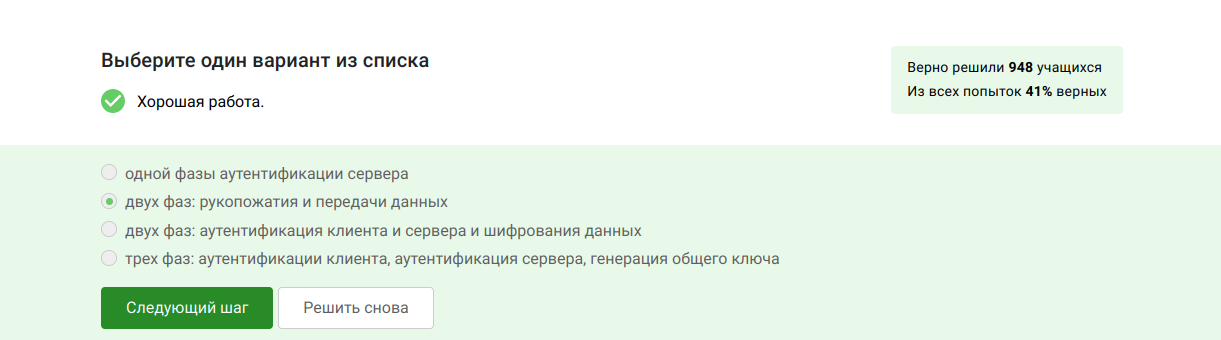 Выберите один вариант из списка
Хорошая работа.
Верно решили 948 учащихся
Из всех попыток 41% верных
одной фазы аутентификации сервера
двух фаз: рукопожатия и передачи данных
двух фаз: аутентификация клиента и сервера и шифрования данных
трех фаз: аутентификации клиента, аутентификация сервера, генерация общего ключа
Следующий шаг
Решить снова